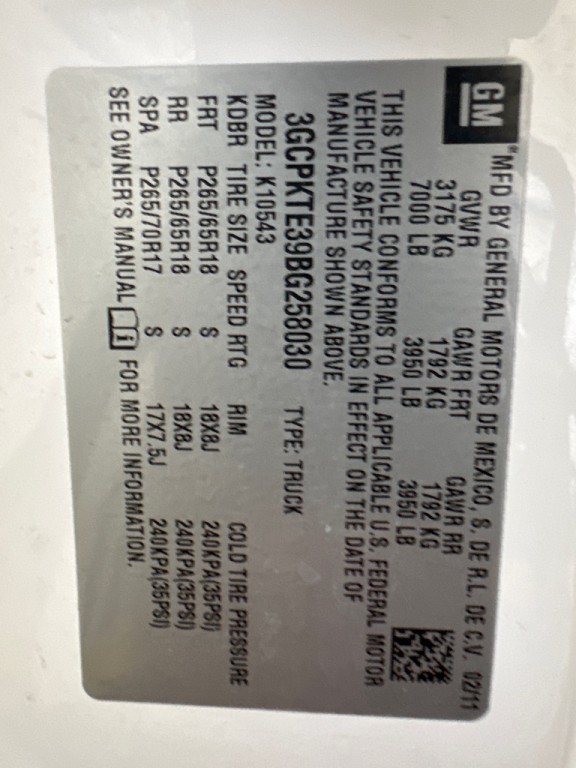 GM
*MFD BY GENERAL MOTORS DE MEXICO, S. DE R.L. DE C.V. 02/11
GVWR GAWR FRT GAWR RR
3175 KG 1792 KG 1792 KG
7000 LB 3950 LB 3950 LB
THIS VEHICLE CONFORMS TO ALL APPLICABLE U.S. FEDERAL MOTOR
VEHICLE SAFETY STANDARDS IN EFFECT ON THE DATE OF
MANUFACTURE SHOWN ABOVE.
3GCPKTE39BG258030 TYPE: TRUCK
MODEL: K10543
KDBR TIRE SIZE SPEED RTG RIM COLD TIRE PRESSURE
FRT P265/65R18 S 18X8J 240KPA(35PSI)
RR P265/65R18 S 18X8J 240KPA(35PSI)
SPA P265/70R17 S 17X7.5J 240KPA(35PSI)
SEE OWNER'S MANUAL i FOR MORE INFORMATION.